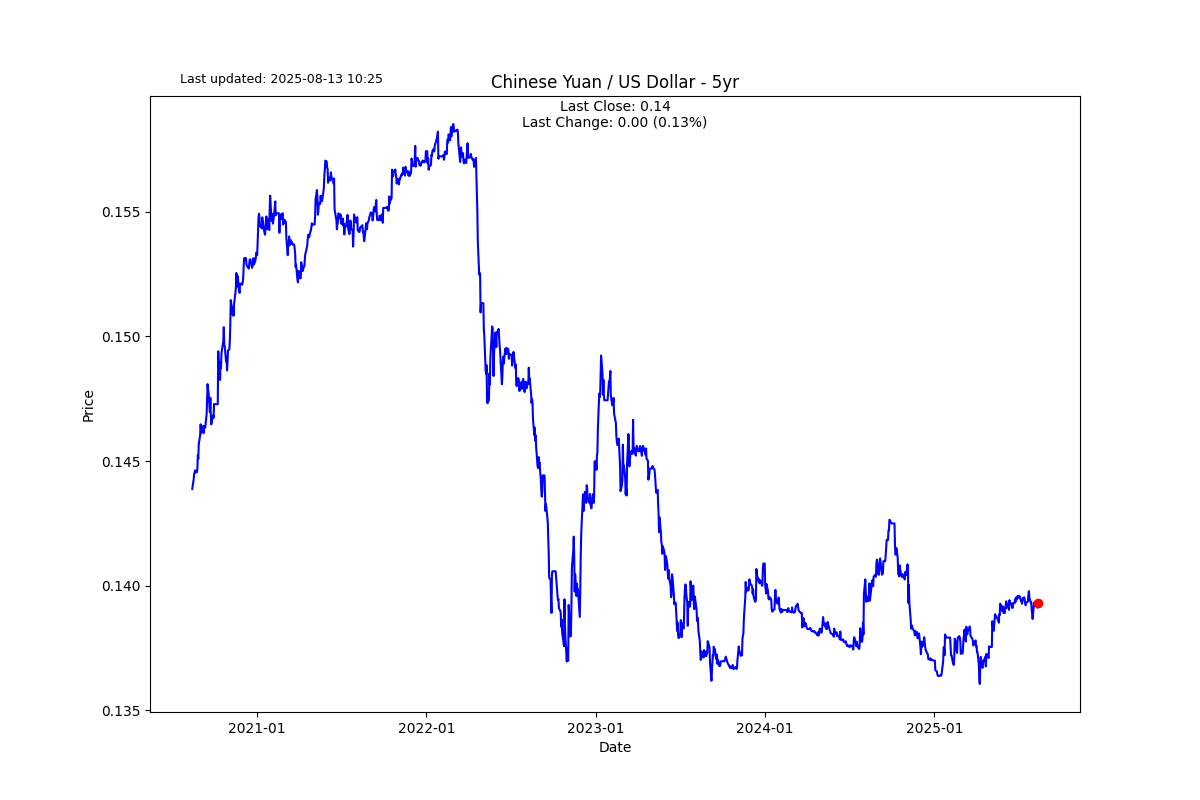 Last updated: 2025-08-13 10:25
Chinese Yuan / US Dollar - 5yr
Last Close: 0.14
Last Change: 0.00 (0.13%)
0.155
0.150
0.145
0.140
0.135
Price
2021-01
2022-01
2023-01
2024-01
2025-01
Date